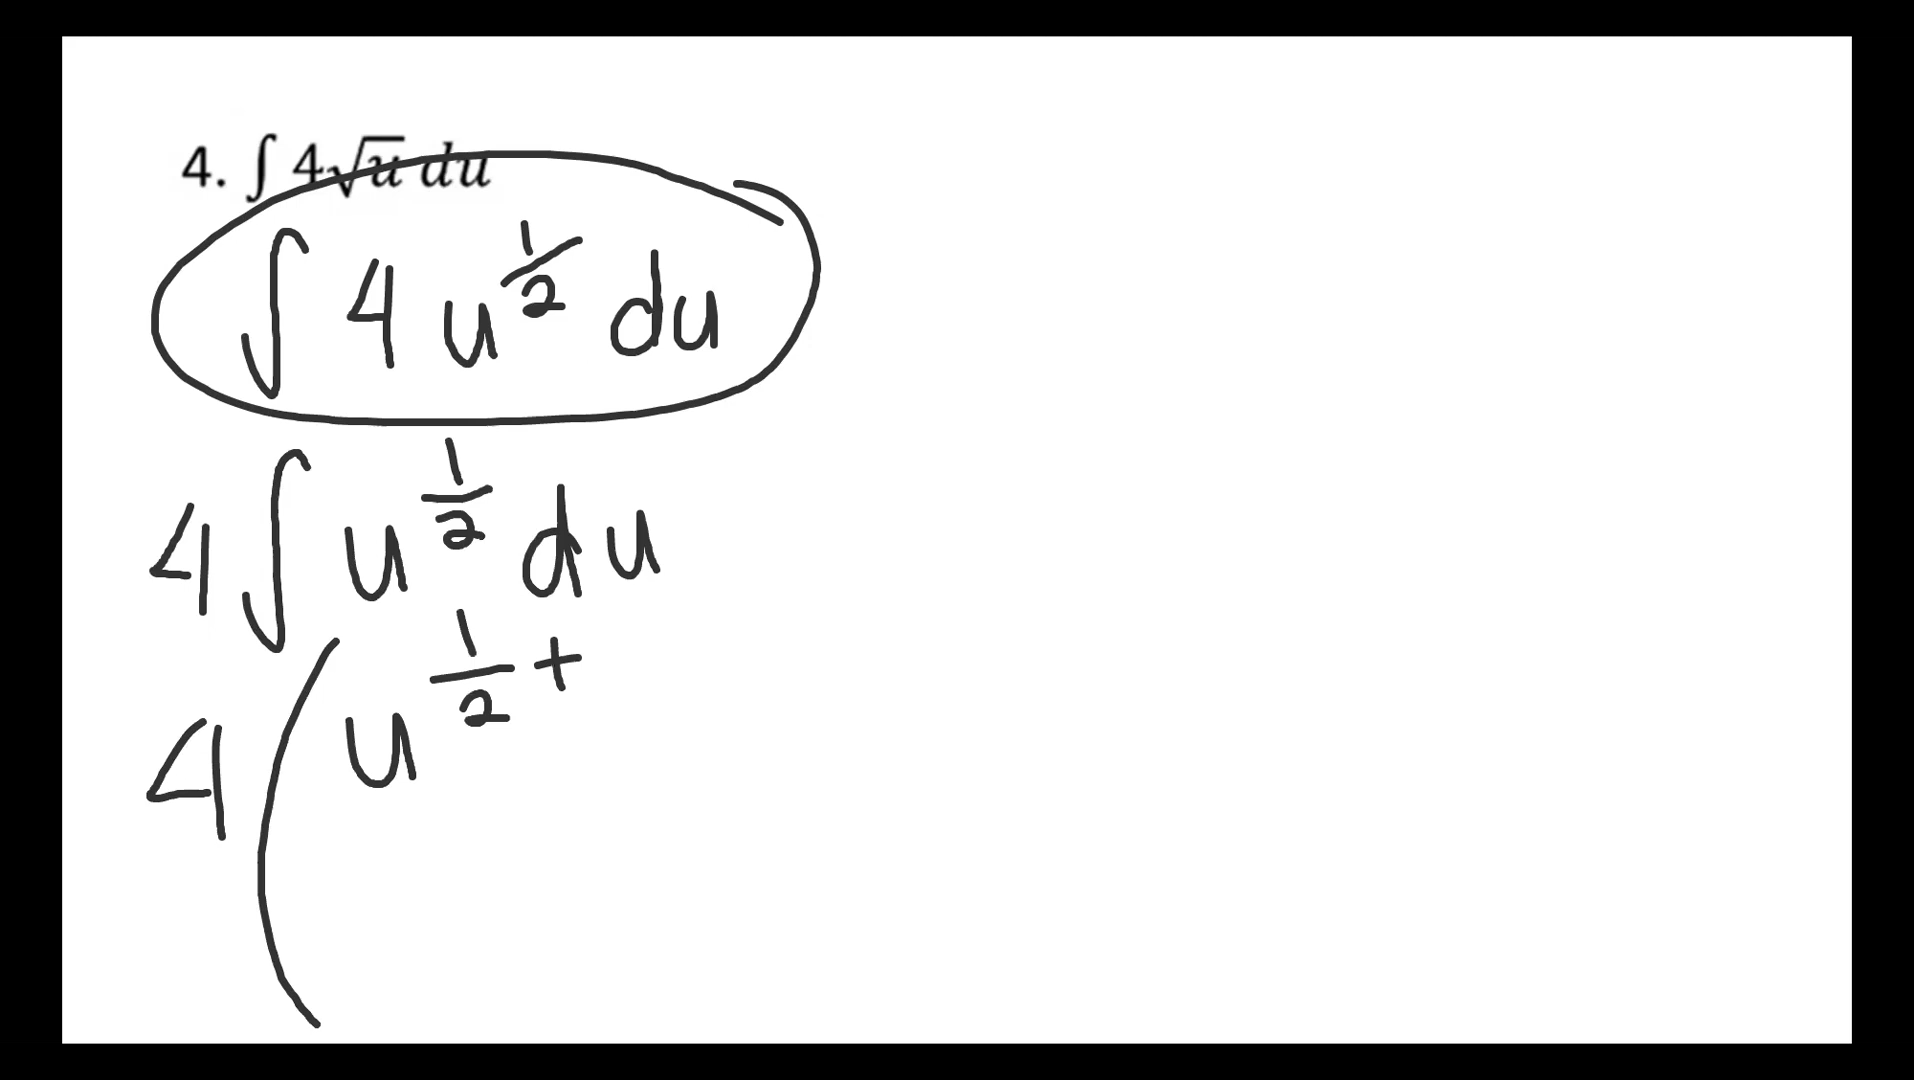 4. ∫ 4√u du
∫ 4 u^(1/2) du
4 ∫ u^(1/2) du
4 ( u^(1/2 +